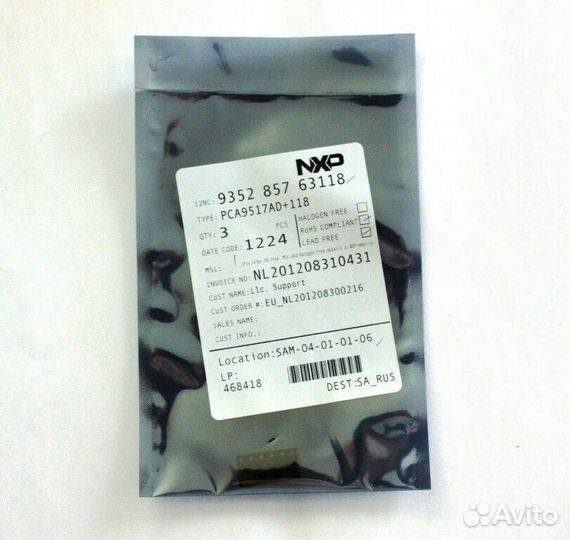 NXP
12NC: 9352 857 63118
TYPE: PCA9517AD+118
QTY: 3 PCS
HALOGEN FREE
DATE CODE: 1224
RoHS COMPLIANT
LEAD FREE
MSL:
INVOICE NO: NL201208310431
CUST NAME: Llc. Support
CUST ORDER #: EU_NL201208300216
SALES NAME:
CUST INFO.:
Location: SAM-04-01-01-06
LP:
468418
DEST: SA_RUS
Avito